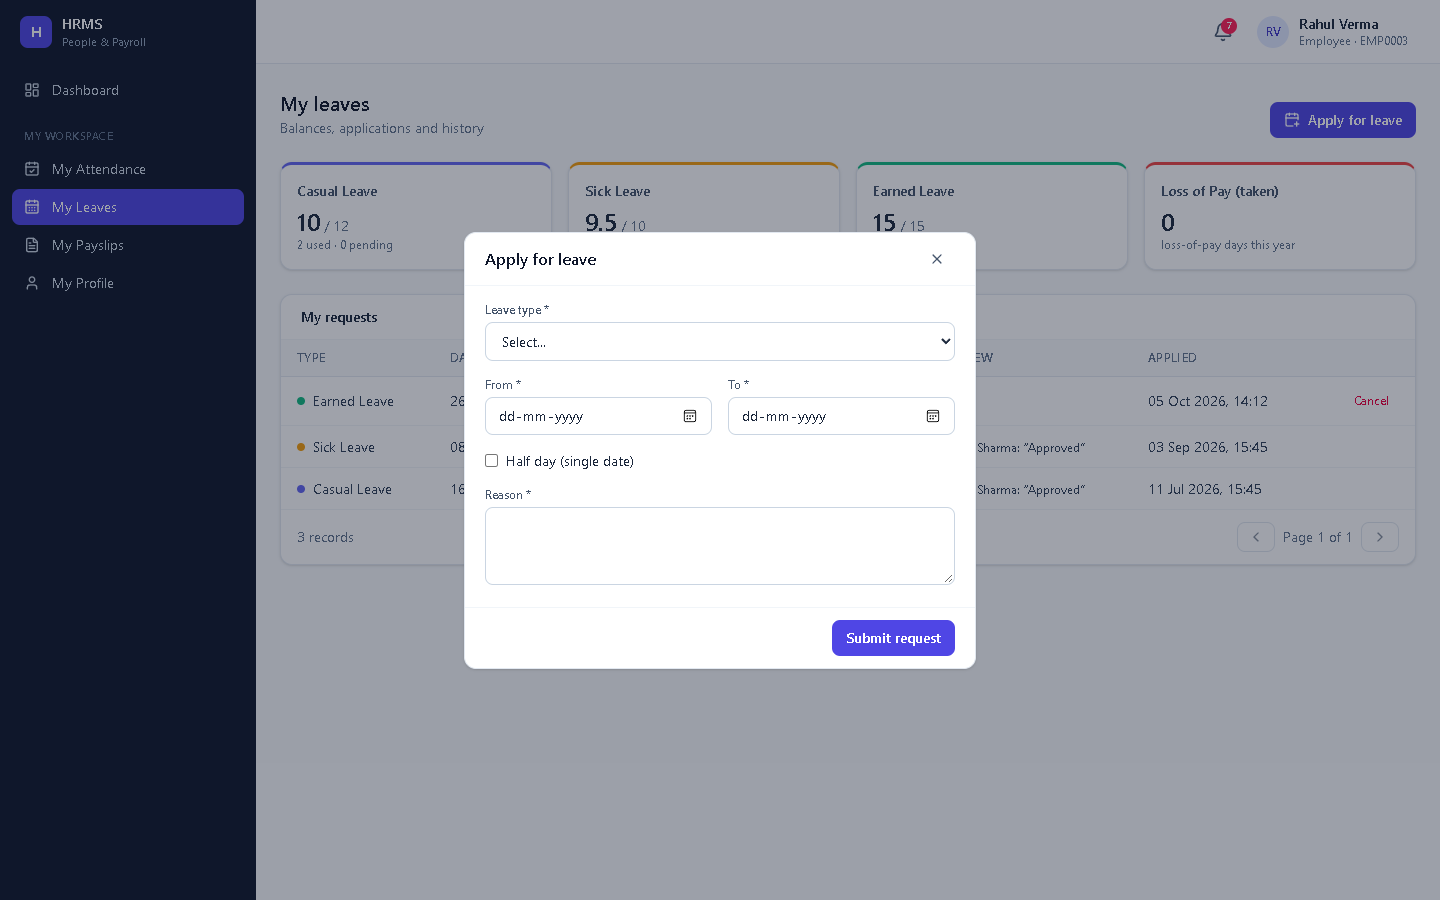 H
HRMS
People & Payroll
Dashboard
MY WORKSPACE
My Attendance
My Leaves
My Payslips
My Profile
7
RV
Rahul Verma
Employee · EMP0003
My leaves
Balances, applications and history
Apply for leave
Casual Leave
10 / 12
2 used · 0 pending
Sick Leave
9.5 / 10
Earned Leave
15 / 15
Loss of Pay (taken)
0
loss-of-pay days this year
My requests
TYPE
APPLIED
Earned Leave
05 Oct 2026, 14:12
Cancel
Sick Leave
Sharma: "Approved"
03 Sep 2026, 15:45
Casual Leave
Sharma: "Approved"
11 Jul 2026, 15:45
3 records
Page 1 of 1
Apply for leave
Leave type *
Select...
From *
To *
dd-mm-yyyy
dd-mm-yyyy
Half day (single date)
Reason *
Submit request